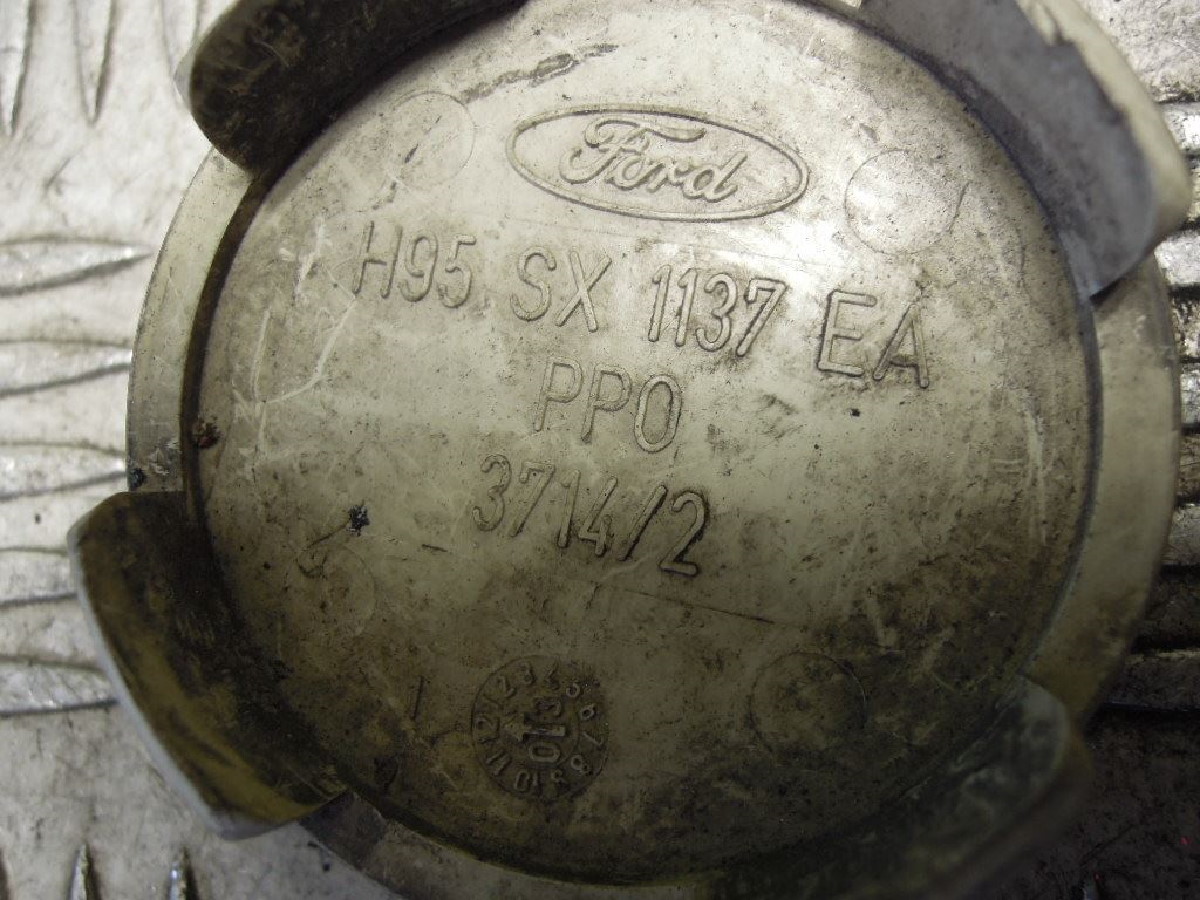 Ford
H95 SX 1137 EA
PPO
3714/2